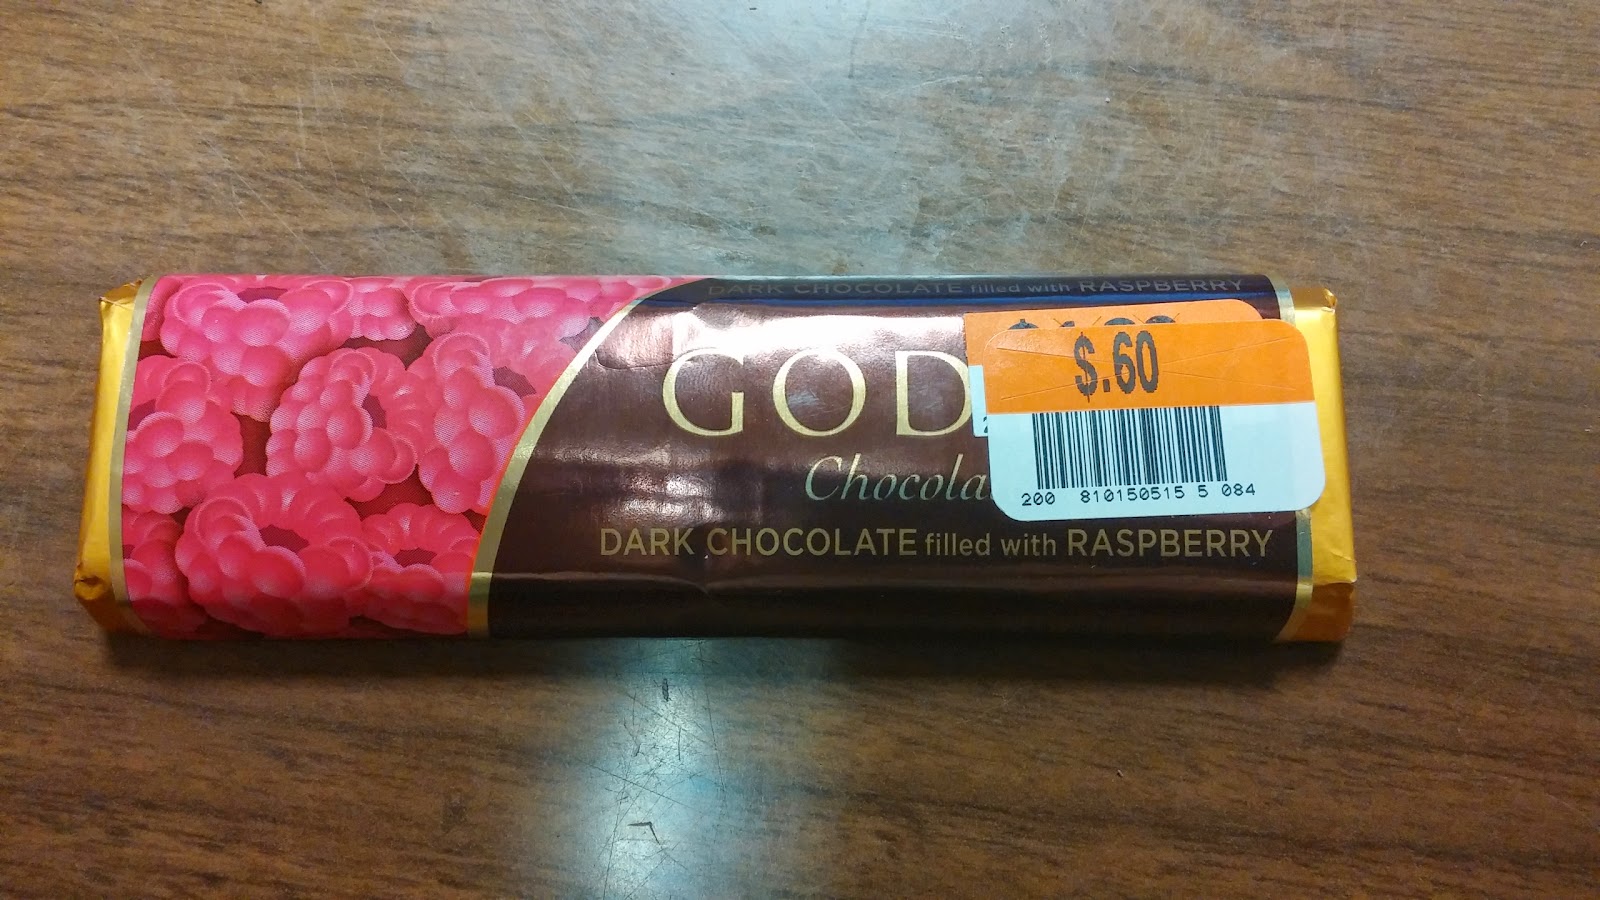 DARK CHOCOLATE filled with RASPBERRY
GOD
$.60
Chocola
200 810150515 5 084
DARK CHOCOLATE filled with RASPBERRY